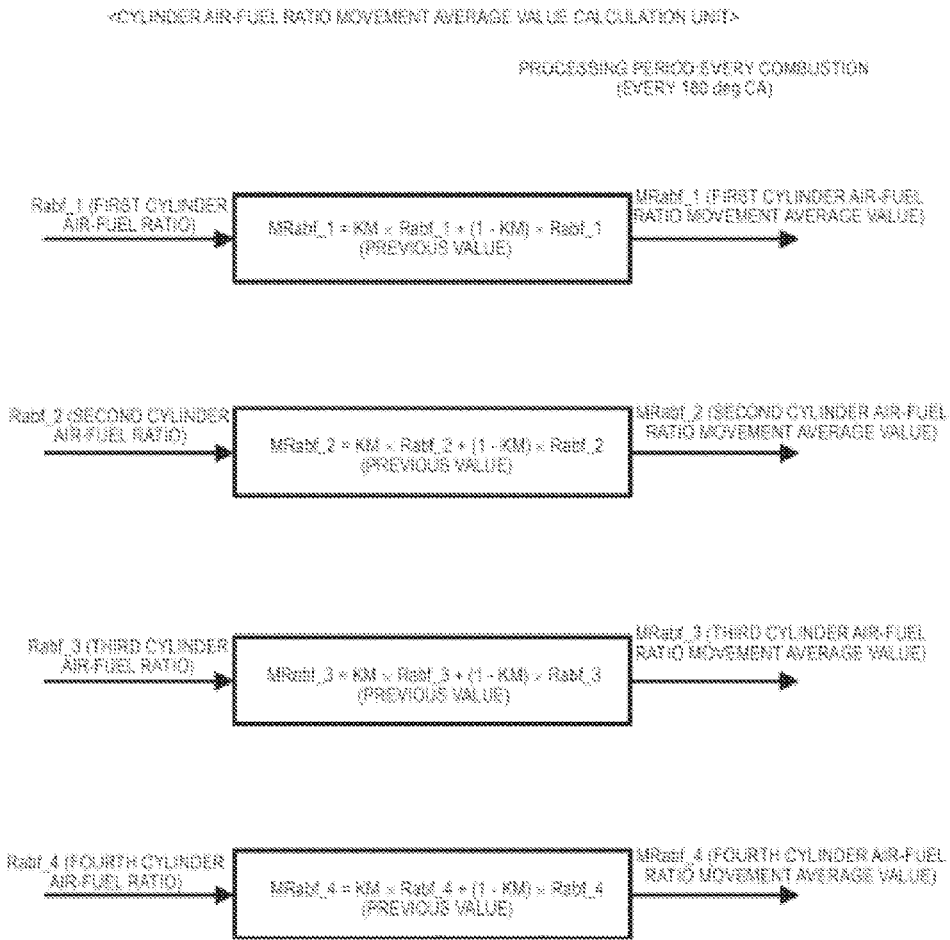 <CYLINDER AIR-FUEL RATIO MOVEMENT AVERAGE VALUE CALCULATION UNIT>
PROCESSING PERIOD:EVERY COMBUSTION
(EVERY 180 deg CA)
Rabf_1 (FIRST CYLINDER
AIR-FUEL RATIO)
MRabf_1 = KM × Rabf_1 + (1 - KM) × Rabf_1
(PREVIOUS VALUE)
MRabf_1 (FIRST CYLINDER AIR-FUEL
RATIO MOVEMENT AVERAGE VALUE)
Rabf_2 (SECOND CYLINDER
AIR-FUEL RATIO)
MRabf_2 = KM × Rabf_2 + (1 - KM) × Rabf_2
(PREVIOUS VALUE)
MRabf_2 (SECOND CYLINDER AIR-FUEL
RATIO MOVEMENT AVERAGE VALUE)
Rabf_3 (THIRD CYLINDER
AIR-FUEL RATIO)
MRabf_3 = KM × Rabf_3 + (1 - KM) × Rabf_3
(PREVIOUS VALUE)
MRabf_3 (THIRD CYLINDER AIR-FUEL
RATIO MOVEMENT AVERAGE VALUE)
Rabf_4 (FOURTH CYLINDER
AIR-FUEL RATIO)
MRabf_4 = KM × Rabf_4 + (1 - KM) × Rabf_4
(PREVIOUS VALUE)
MRabf_4 (FOURTH CYLINDER AIR-FUEL
RATIO MOVEMENT AVERAGE VALUE)